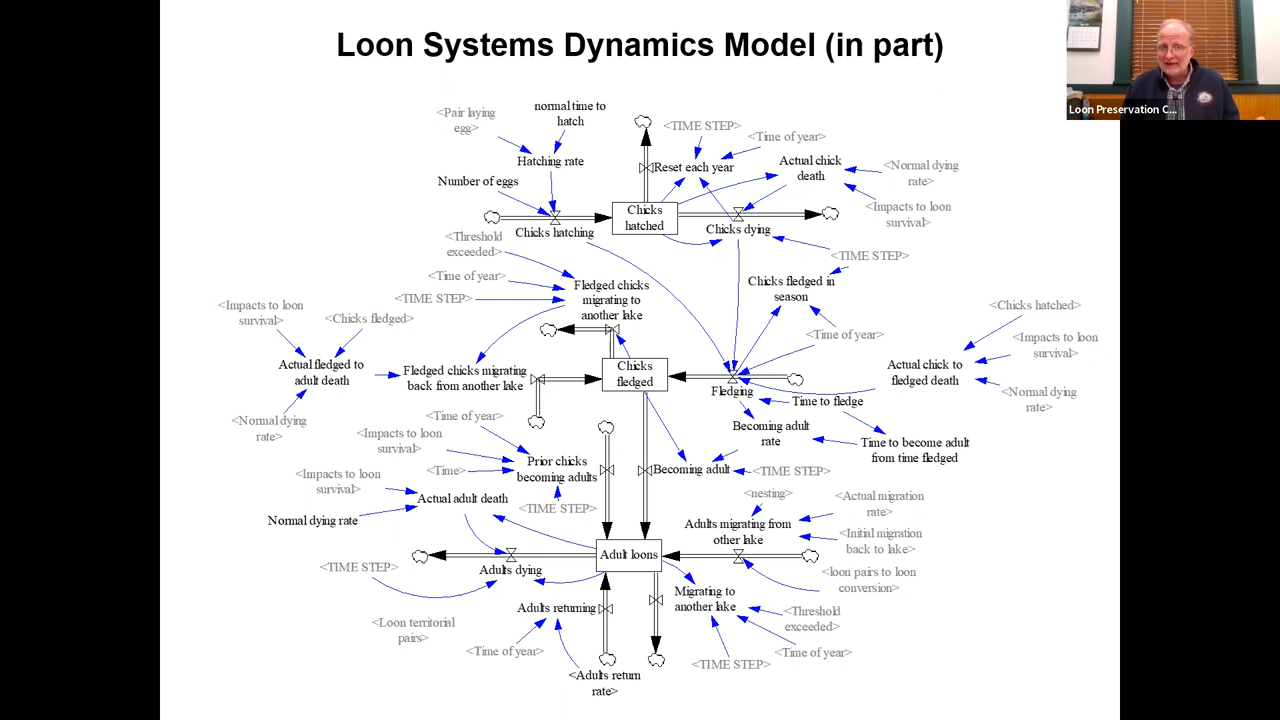 Loon Systems Dynamics Model (in part)
Loon Preservation C...
<Pair laying
egg>
normal time to
hatch
Hatching rate
Number of eggs
Chicks hatching
<TIME STEP>
<Time of year>
Reset each year
Actual chick
death
<Normal dying
rate>
<Impacts to loon
survival>
Chicks
hatched
Chicks dying
<TIME STEP>
<Threshold
exceeded>
<Time of year>
<TIME STEP>
Fledged chicks
migrating to
another lake
Chicks fledged in
season
<Time of year>
<Impacts to loon
survival>
<Chicks fledged>
Actual fledged to
adult death
<Normal dying
rate>
Fledged chicks migrating
back from another lake
Chicks
fledged
Fledging
Time to fledge
<Chicks hatched>
<Impacts to loon
survival>
Actual chick to
fledged death
<Normal dying
rate>
Becoming adult
rate
Time to become adult
from time fledged
<Time of year>
<Impacts to loon
survival>
<Time>
Prior chicks
becoming adults
<TIME STEP>
Becoming adult
<TIME STEP>
<Impacts to loon
survival>
Normal dying rate
Actual adult death
<nesting>
Adults migrating from
other lake
<Actual migration
rate>
<Initial migration
back to lake>
<loon pairs to loon
conversion>
Adult loons
Adults dying
<TIME STEP>
<Loon territorial
pairs>
Adults returning
<Time of year>
<Adults return
rate>
Migrating to
another lake
<Threshold
exceeded>
<Time of year>
<TIME STEP>